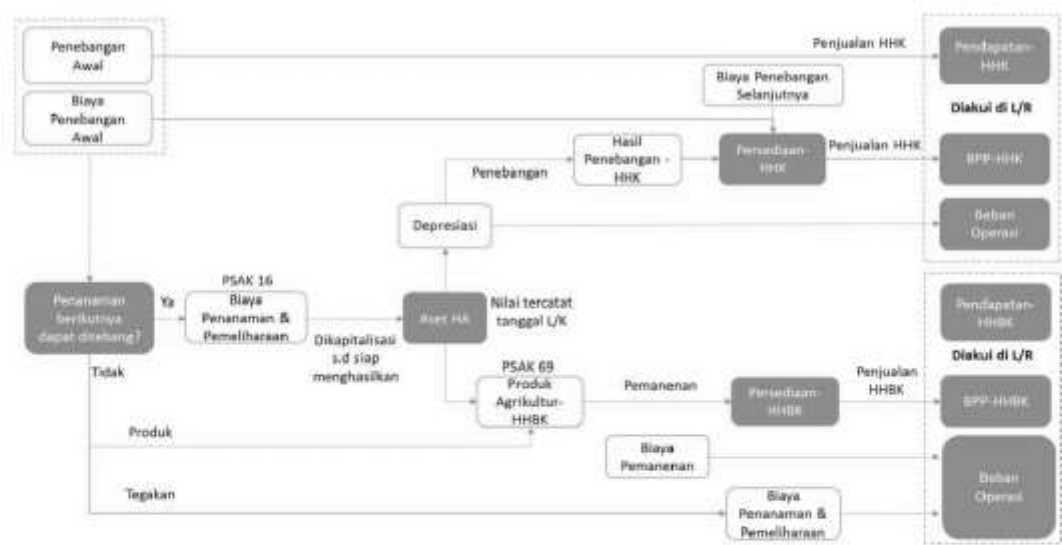 Penebangan
Awal
Biaya
Penebangan
Awal
Penjualan HHK
Pendapatan-
HHK
Biaya Penebangan
Selanjutnya
Diakui di L/R
Penebangan
Hasil
Penebangan -
HHK
Persediaan-
HHK
Penjualan HHK
BPP-HHK
Depresiasi
Beban
Operasi
Penanaman
berikutnya
dapat ditebang?
Ya
PSAK 16
Biaya
Penanaman &
Pemeliharaan
Dikapitalisasi
s.d siap
menghasilkan
Aset HA
Nilai tercatat
tanggal L/K
Pendapatan-
HHBK
Diakui di L/R
Tidak
PSAK 69
Produk
Agrikultur-
HHBK
Pemanenan
Persediaan-
HHBK
Penjualan
HHBK
BPP-HHBK
Produk
Biaya
Pemanenan
Beban
Operasi
Tegakan
Biaya
Penanaman &
Pemeliharaan